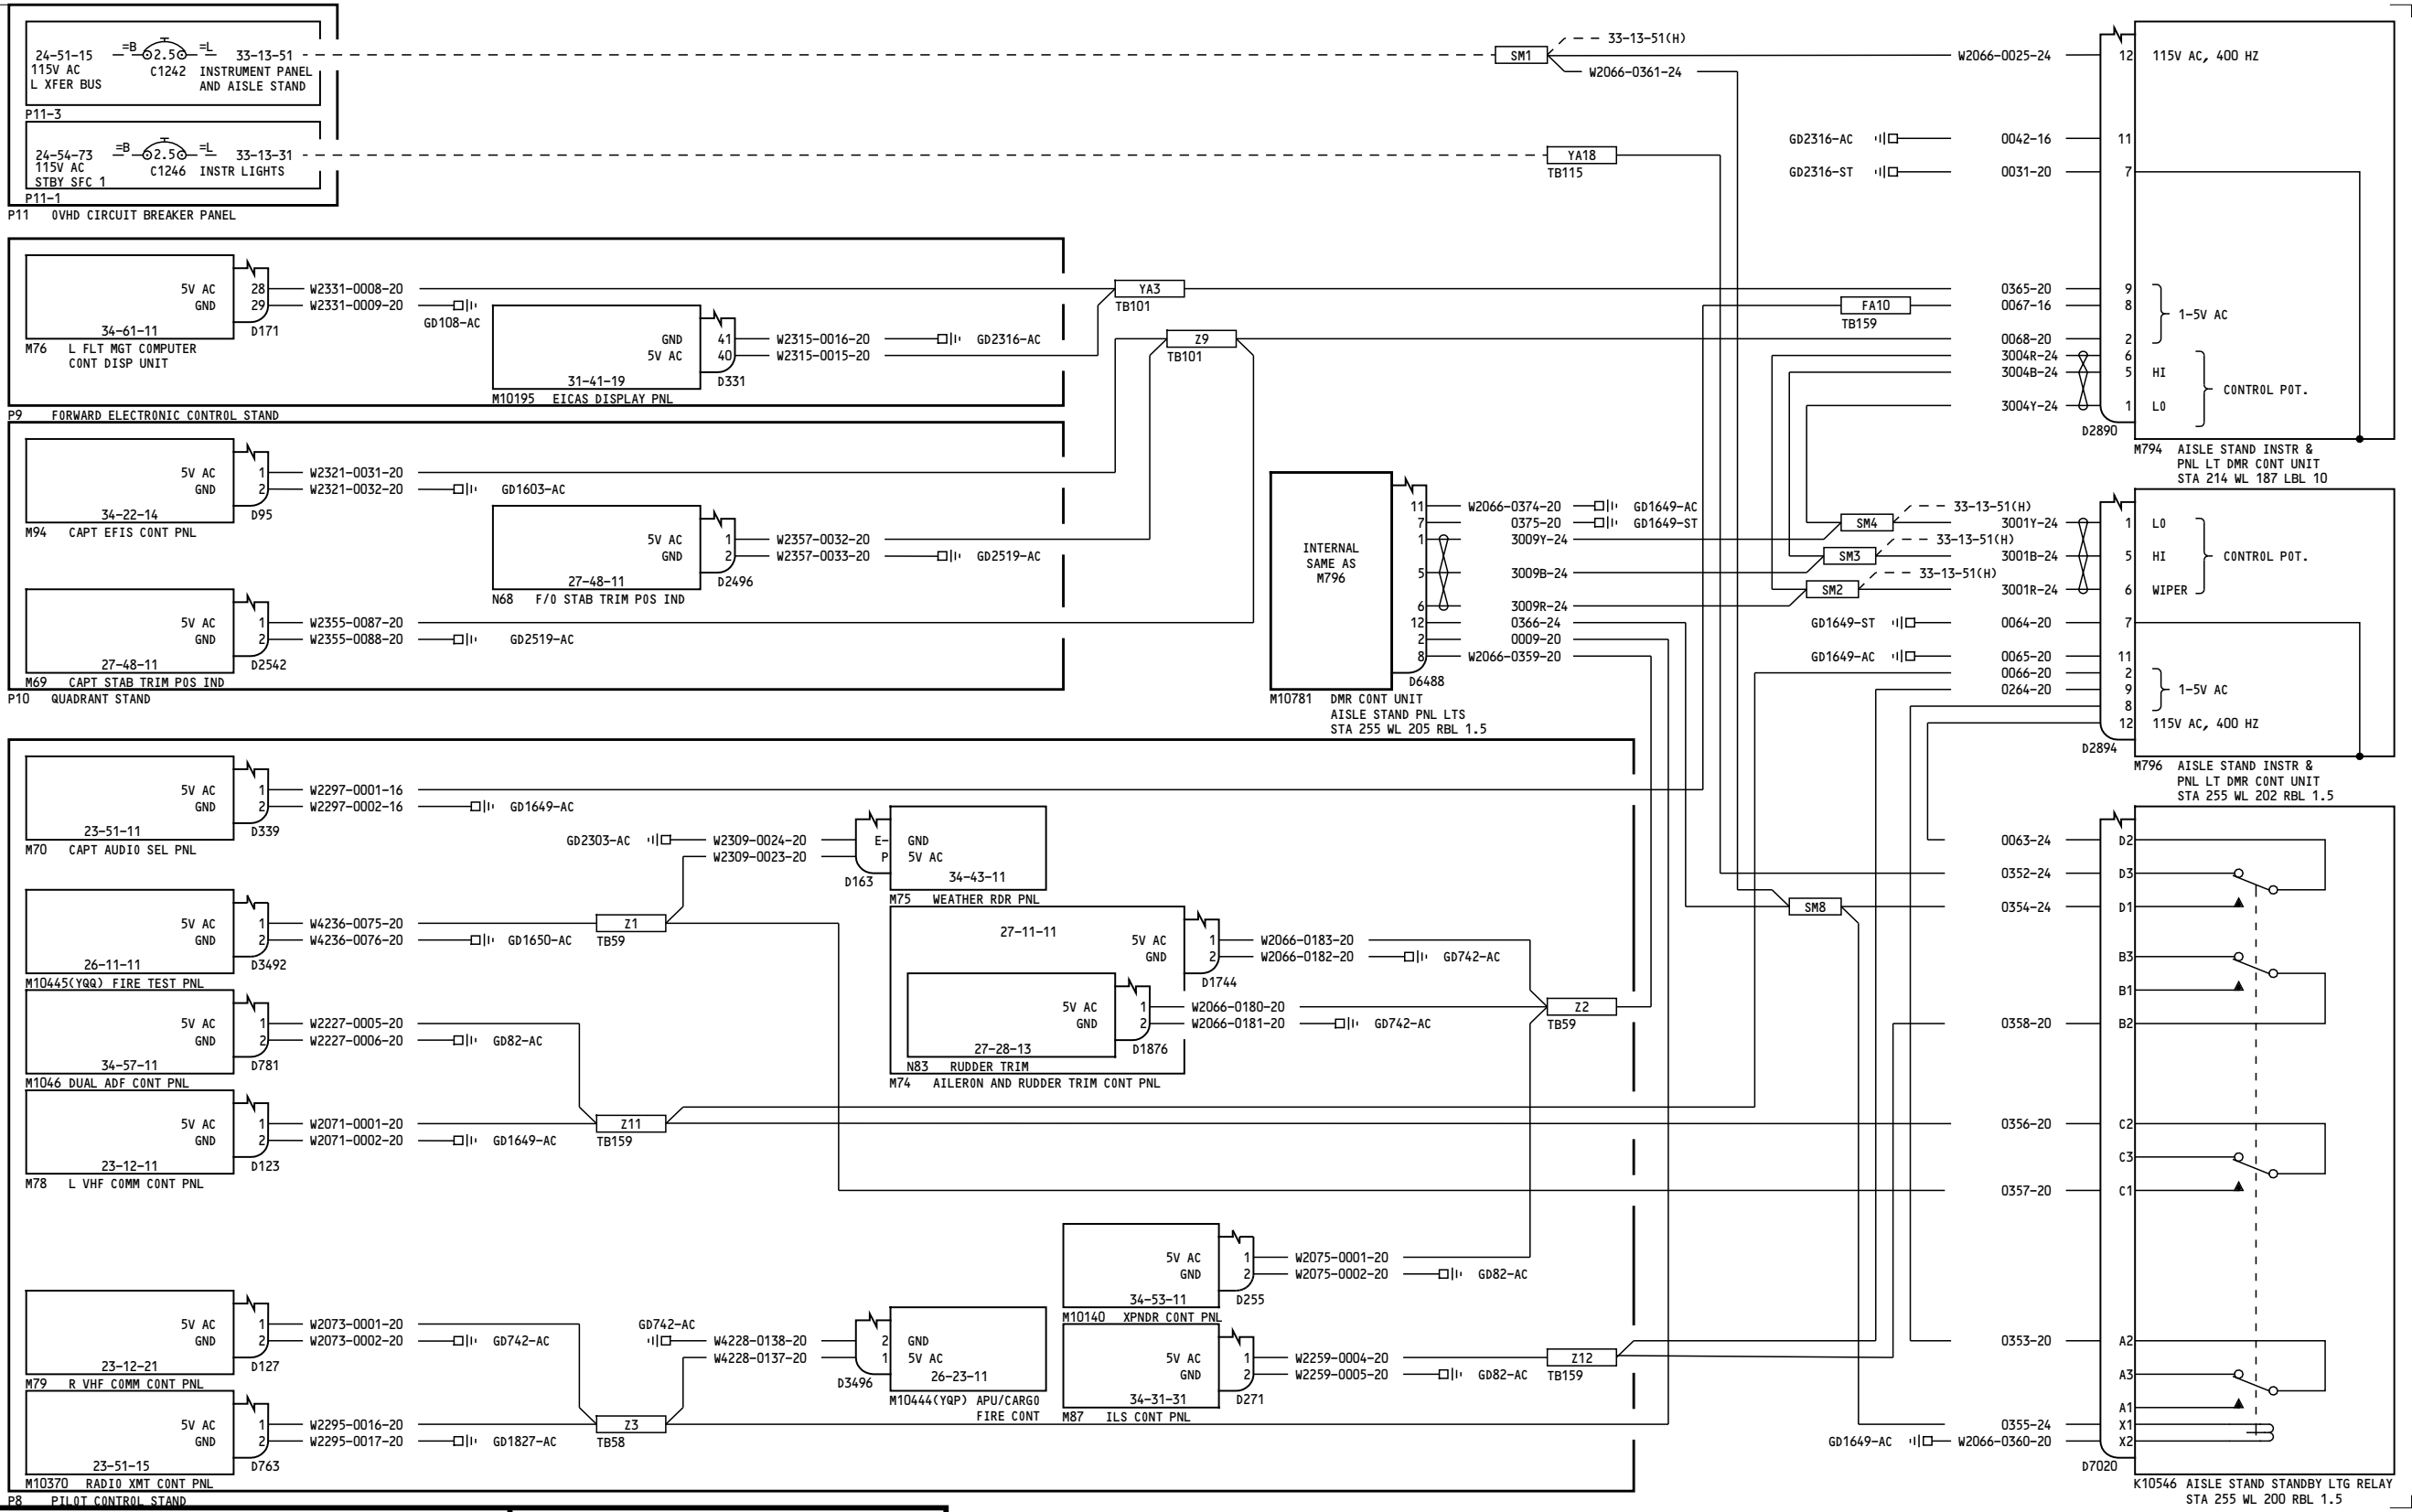 24-51-15 =B 2.5 =L 33-13-51
115V AC C1242 INSTRUMENT PANEL
L XFER BUS AND AISLE STAND
P11-3
24-54-73 =B 2.5 =L 33-13-31
115V AC C1246 INSTR LIGHTS
STBY SFC 1
P11-1
P11 OVHD CIRCUIT BREAKER PANEL
SM1 33-13-51(H)
W2066-0361-24
YA18
TB115
W2066-0025-24 12 115V AC, 400 HZ
GD2316-AC 0042-16 11
GD2316-ST 0031-20 7
0365-20 9
FA10 0067-16 8 1-5V AC
TB159
0068-20 2
3004R-24 6
3004B-24 5 HI
CONTROL POT.
3004Y-24 1 LO
D2890
M794 AISLE STAND INSTR &
PNL LT DMR CONT UNIT
STA 214 WL 187 LBL 10
5V AC 28 W2331-0008-20
GND 29 W2331-0009-20 GD108-AC
34-61-11 D171
M76 L FLT MGT COMPUTER
CONT DISP UNIT
GND 41 W2315-0016-20 GD2316-AC
5V AC 40 W2315-0015-20
31-41-19 D331
M10195 EICAS DISPLAY PNL
YA3
TB101
Z9
TB101
P9 FORWARD ELECTRONIC CONTROL STAND
5V AC 1 W2321-0031-20
GND 2 W2321-0032-20 GD1603-AC
34-22-14 D95
M94 CAPT EFIS CONT PNL
5V AC 1 W2357-0032-20
GND 2 W2357-0033-20 GD2519-AC
27-48-11 D2496
N68 F/O STAB TRIM POS IND
5V AC 1 W2355-0087-20
GND 2 W2355-0088-20 GD2519-AC
27-48-11 D2542
M69 CAPT STAB TRIM POS IND
P10 QUADRANT STAND
INTERNAL
SAME AS
M796
11 W2066-0374-20 GD1649-AC
7 0375-20 GD1649-ST
1 3009Y-24
5 3009B-24
6 3009R-24
12 0366-24
2 0009-20
8 W2066-0359-20
D6488
M10781 DMR CONT UNIT
AISLE STAND PNL LTS
STA 255 WL 205 RBL 1.5
33-13-51(H)
SM4 3001Y-24 1 LO
33-13-51(H)
SM3 3001B-24 5 HI CONTROL POT.
33-13-51(H)
SM2 3001R-24 6 WIPER
GD1649-ST 0064-20 7
GD1649-AC 0065-20 11
0066-20 2
0264-20 9 1-5V AC
8
12 115V AC, 400 HZ
D2894
M796 AISLE STAND INSTR &
PNL LT DMR CONT UNIT
STA 255 WL 202 RBL 1.5
5V AC 1 W2297-0001-16
GND 2 W2297-0002-16 GD1649-AC
23-51-11 D339
M70 CAPT AUDIO SEL PNL
GD2303-AC W2309-0024-20 E- GND
W2309-0023-20 P 5V AC
D163 34-43-11
M75 WEATHER RDR PNL
5V AC 1 W4236-0075-20 Z1
GND 2 W4236-0076-20 GD1650-AC TB59
26-11-11 D3492
M10445(YQQ) FIRE TEST PNL
27-11-11
5V AC 1 W2066-0183-20
GND 2 W2066-0182-20 GD742-AC
D1744
5V AC 1 W2066-0180-20 Z2
GND 2 W2066-0181-20 GD742-AC TB59
27-28-13 D1876
N83 RUDDER TRIM
M74 AILERON AND RUDDER TRIM CONT PNL
5V AC 1 W2227-0005-20
GND 2 W2227-0006-20 GD82-AC
34-57-11 D781
M1046 DUAL ADF CONT PNL
5V AC 1 W2071-0001-20 Z11
GND 2 W2071-0002-20 GD1649-AC TB159
23-12-11 D123
M78 L VHF COMM CONT PNL
5V AC 1 W2075-0001-20
GND 2 W2075-0002-20 GD82-AC
34-53-11 D255
M10140 XPNDR CONT PNL
5V AC 1 W2259-0004-20 Z12
GND 2 W2259-0005-20 GD82-AC TB159
34-31-31 D271
M87 ILS CONT PNL
5V AC 1 W2073-0001-20
GND 2 W2073-0002-20 GD742-AC
23-12-21 D127
M79 R VHF COMM CONT PNL
GD742-AC
W4228-0138-20 2 GND
W4228-0137-20 1 5V AC
D3496 26-23-11
M10444(YQP) APU/CARGO
FIRE CONT
5V AC 1 W2295-0016-20 Z3
GND 2 W2295-0017-20 GD1827-AC TB58
23-51-15 D763
M10370 RADIO XMT CONT PNL
P8 PILOT CONTROL STAND
0063-24 D2
0352-24 D3
SM8 0354-24 D1
B3
B1
0358-20 B2
0356-20 C2
C3
0357-20 C1
0353-20 A2
A3
A1
0355-24 X1
GD1649-AC W2066-0360-20 X2
D7020
K10546 AISLE STAND STANDBY LTG RELAY
STA 255 WL 200 RBL 1.5